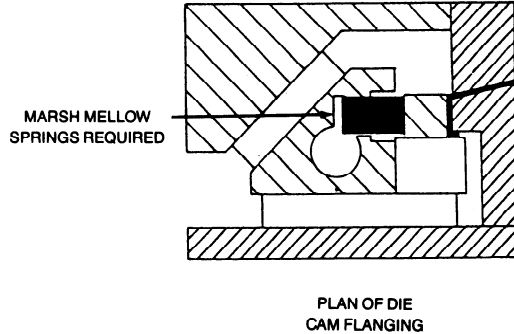 MARSH MELLOW
SPRINGS REQUIRED
PLAN OF DIE
CAM FLANGING